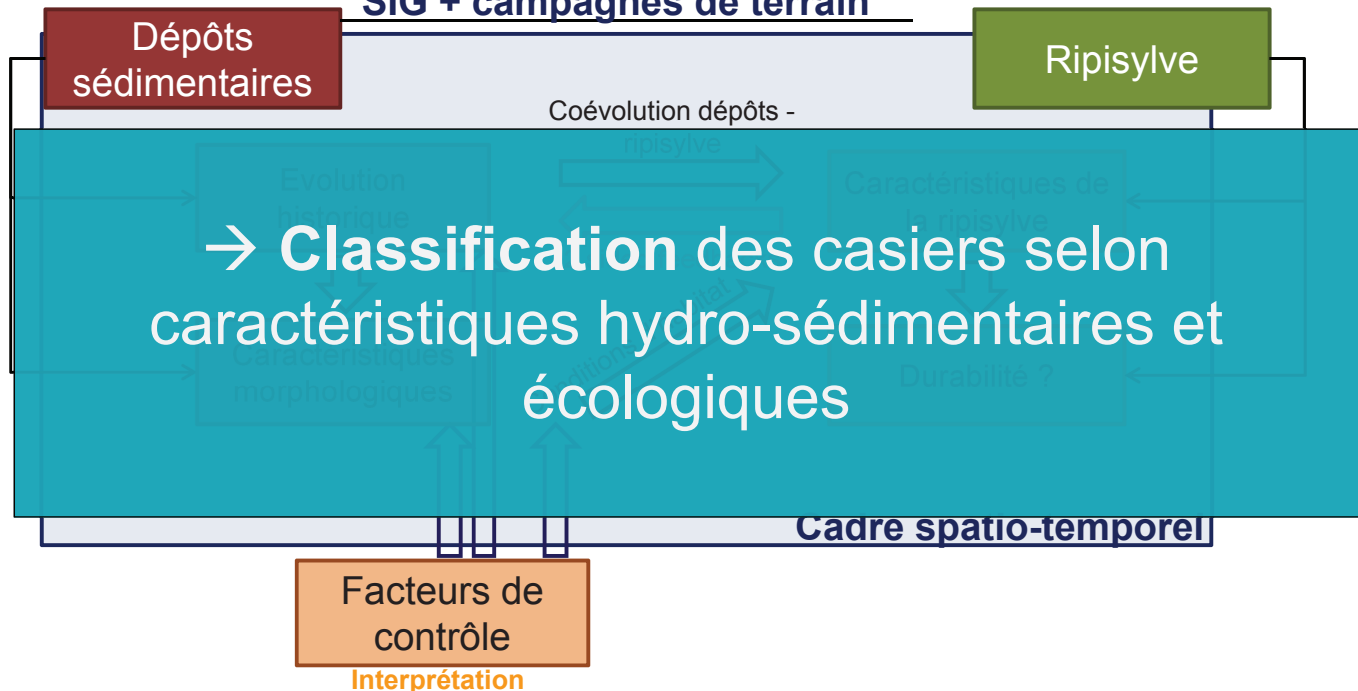 SIG + campagnes de terrain
Dépôts
sédimentaires
Ripisylve
Coévolution dépôts -
ripisylve
Evolution
historique
Caractéristiques de
la ripisylve
→ Classification des casiers selon
caractéristiques hydro-sédimentaires et
écologiques
Caractéristiques
morphologiques
Durabilité ?
Cadre spatio-temporel
Facteurs de
contrôle
Interprétation